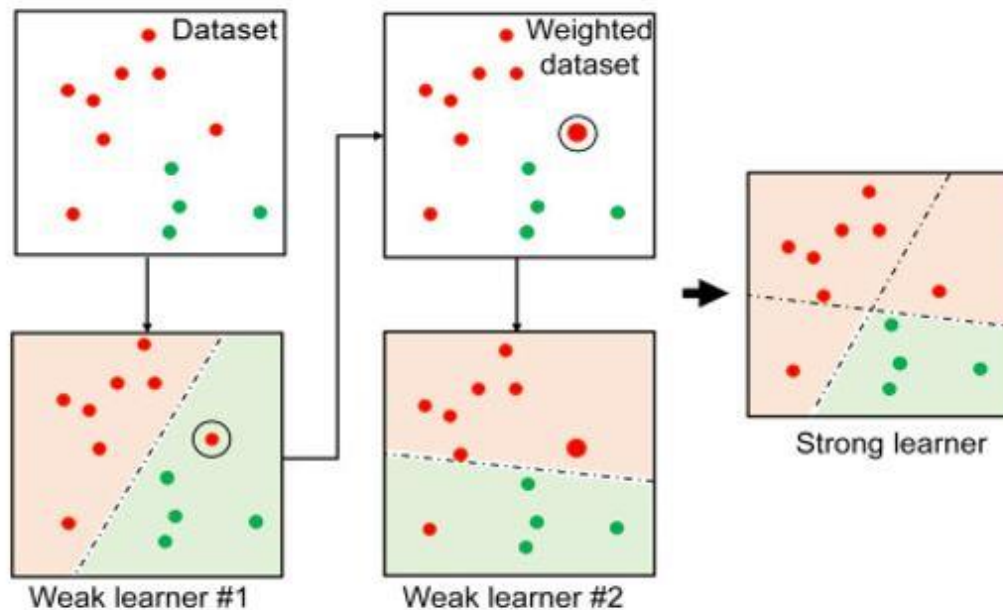 Dataset
Weighted
dataset
Strong learner
Weak learner #1
Weak learner #2